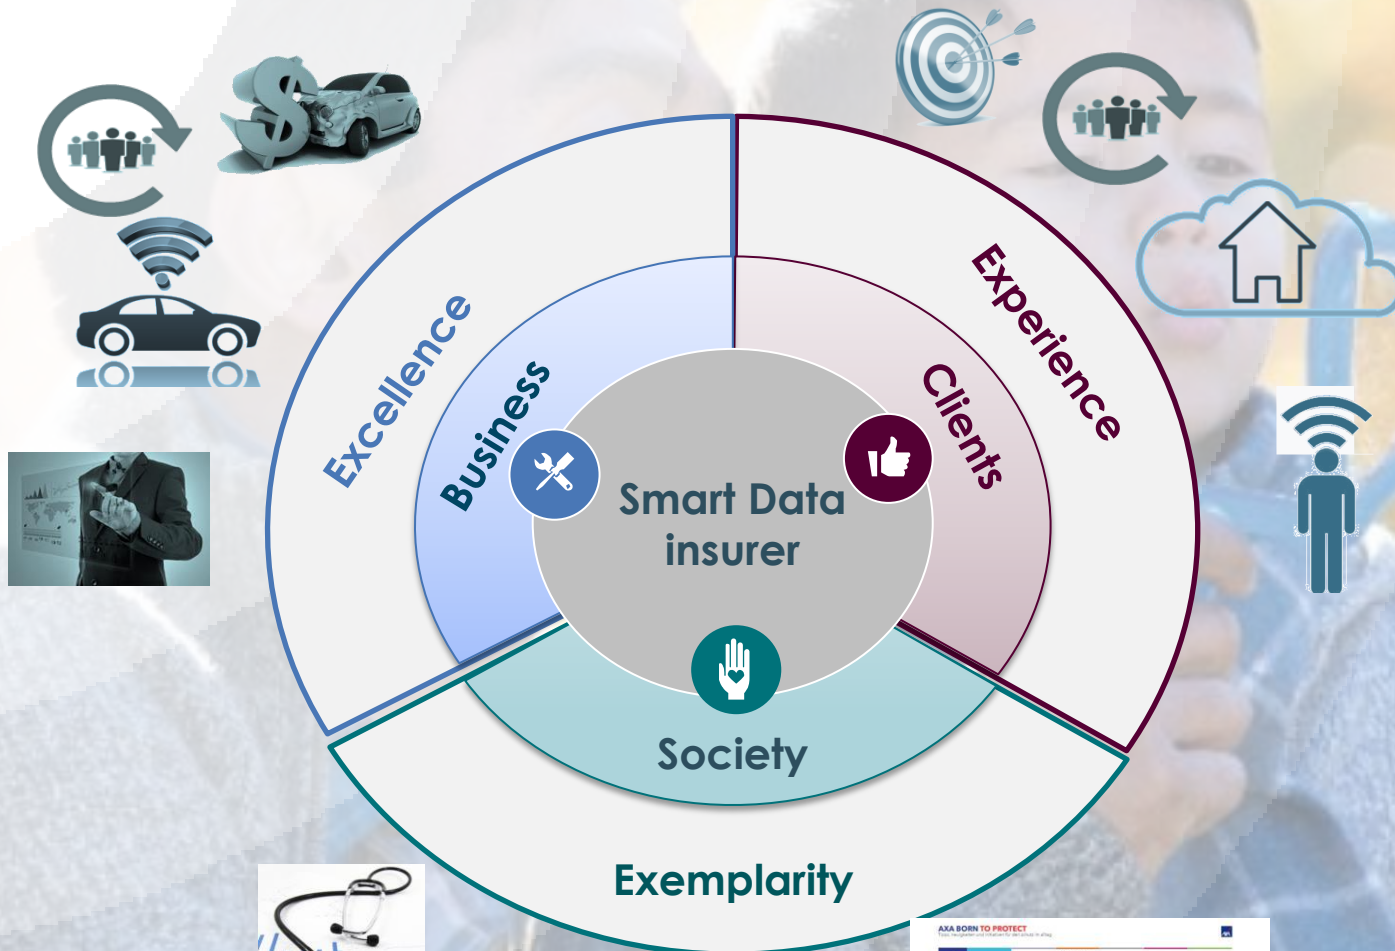 Excellence
Business
Experience
Clients
Smart Data
insurer
Society
Exemplarity
AXA BORN TO PROTECT